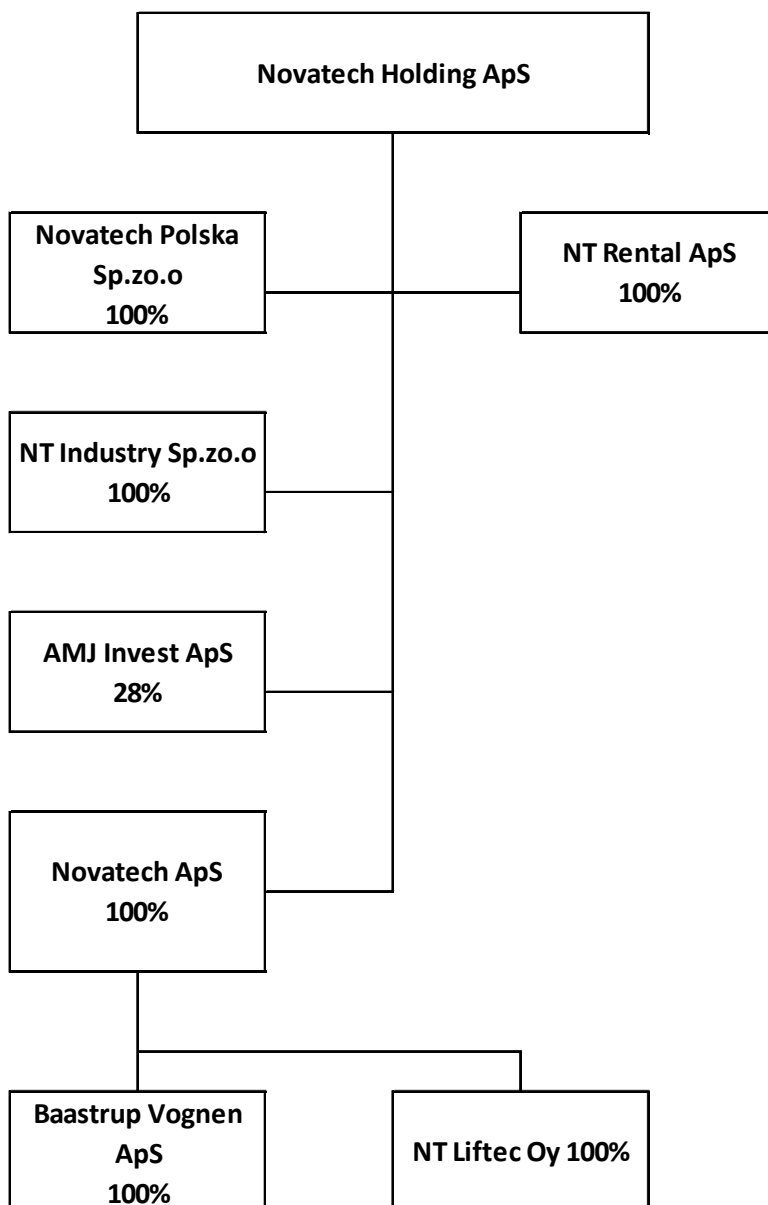 Novatech Holding ApS
Novatech Polska
Sp.zo.o
100%
NT Rental ApS
100%
NT Industry Sp.zo.o
100%
AMJ Invest ApS
28%
Novatech ApS
100%
Baastrup Vognen
ApS
100%
NT Liftec Oy 100%